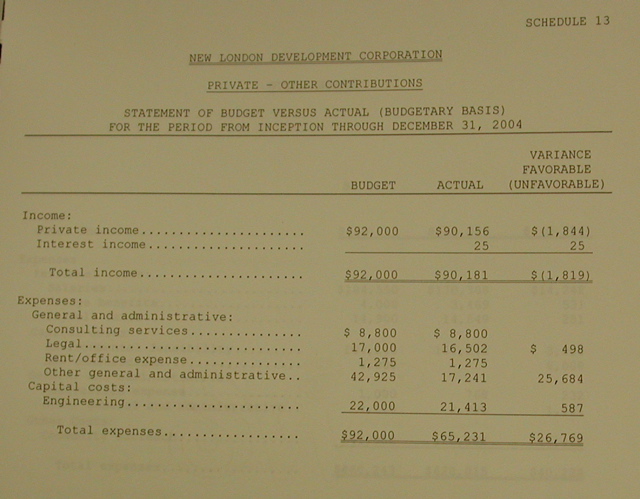 SCHEDULE 13
NEW LONDON DEVELOPMENT CORPORATION
PRIVATE - OTHER CONTRIBUTIONS
STATEMENT OF BUDGET VERSUS ACTUAL (BUDGETARY BASIS)
FOR THE PERIOD FROM INCEPTION THROUGH DECEMBER 31, 2004
VARIANCE
FAVORABLE
BUDGET ACTUAL (UNFAVORABLE)
Income:
Private income...................... $92,000 $90,156 $(1,844)
Interest income..................... 25 25
Total income...................... $92,000 $90,181 $(1,819)
Expenses:
General and administrative:
Consulting services............... $ 8,800 $ 8,800
Legal............................. 17,000 16,502 $ 498
Rent/office expense............... 1,275 1,275
Other general and administrative.. 42,925 17,241 25,684
Capital costs:
Engineering........................ 22,000 21,413 587
Total expenses.................. $92,000 $65,231 $26,769